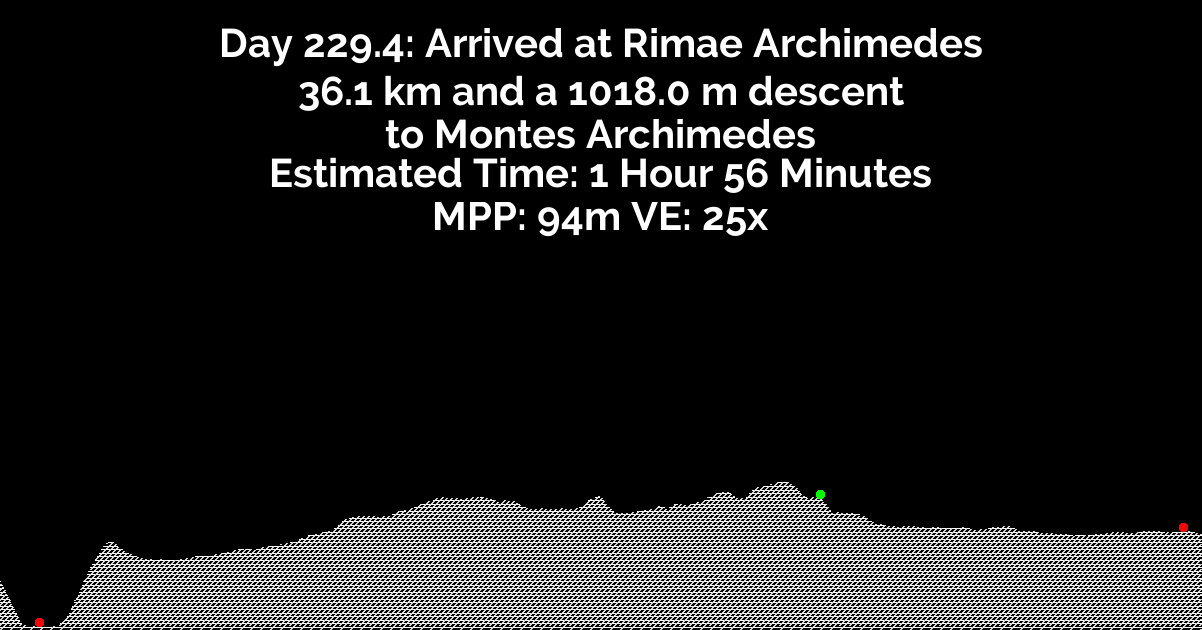 Day 229.4: Arrived at Rimae Archimedes
36.1 km and a 1018.0 m descent
to Montes Archimedes
Estimated Time: 1 Hour 56 Minutes
MPP: 94m VE: 25x